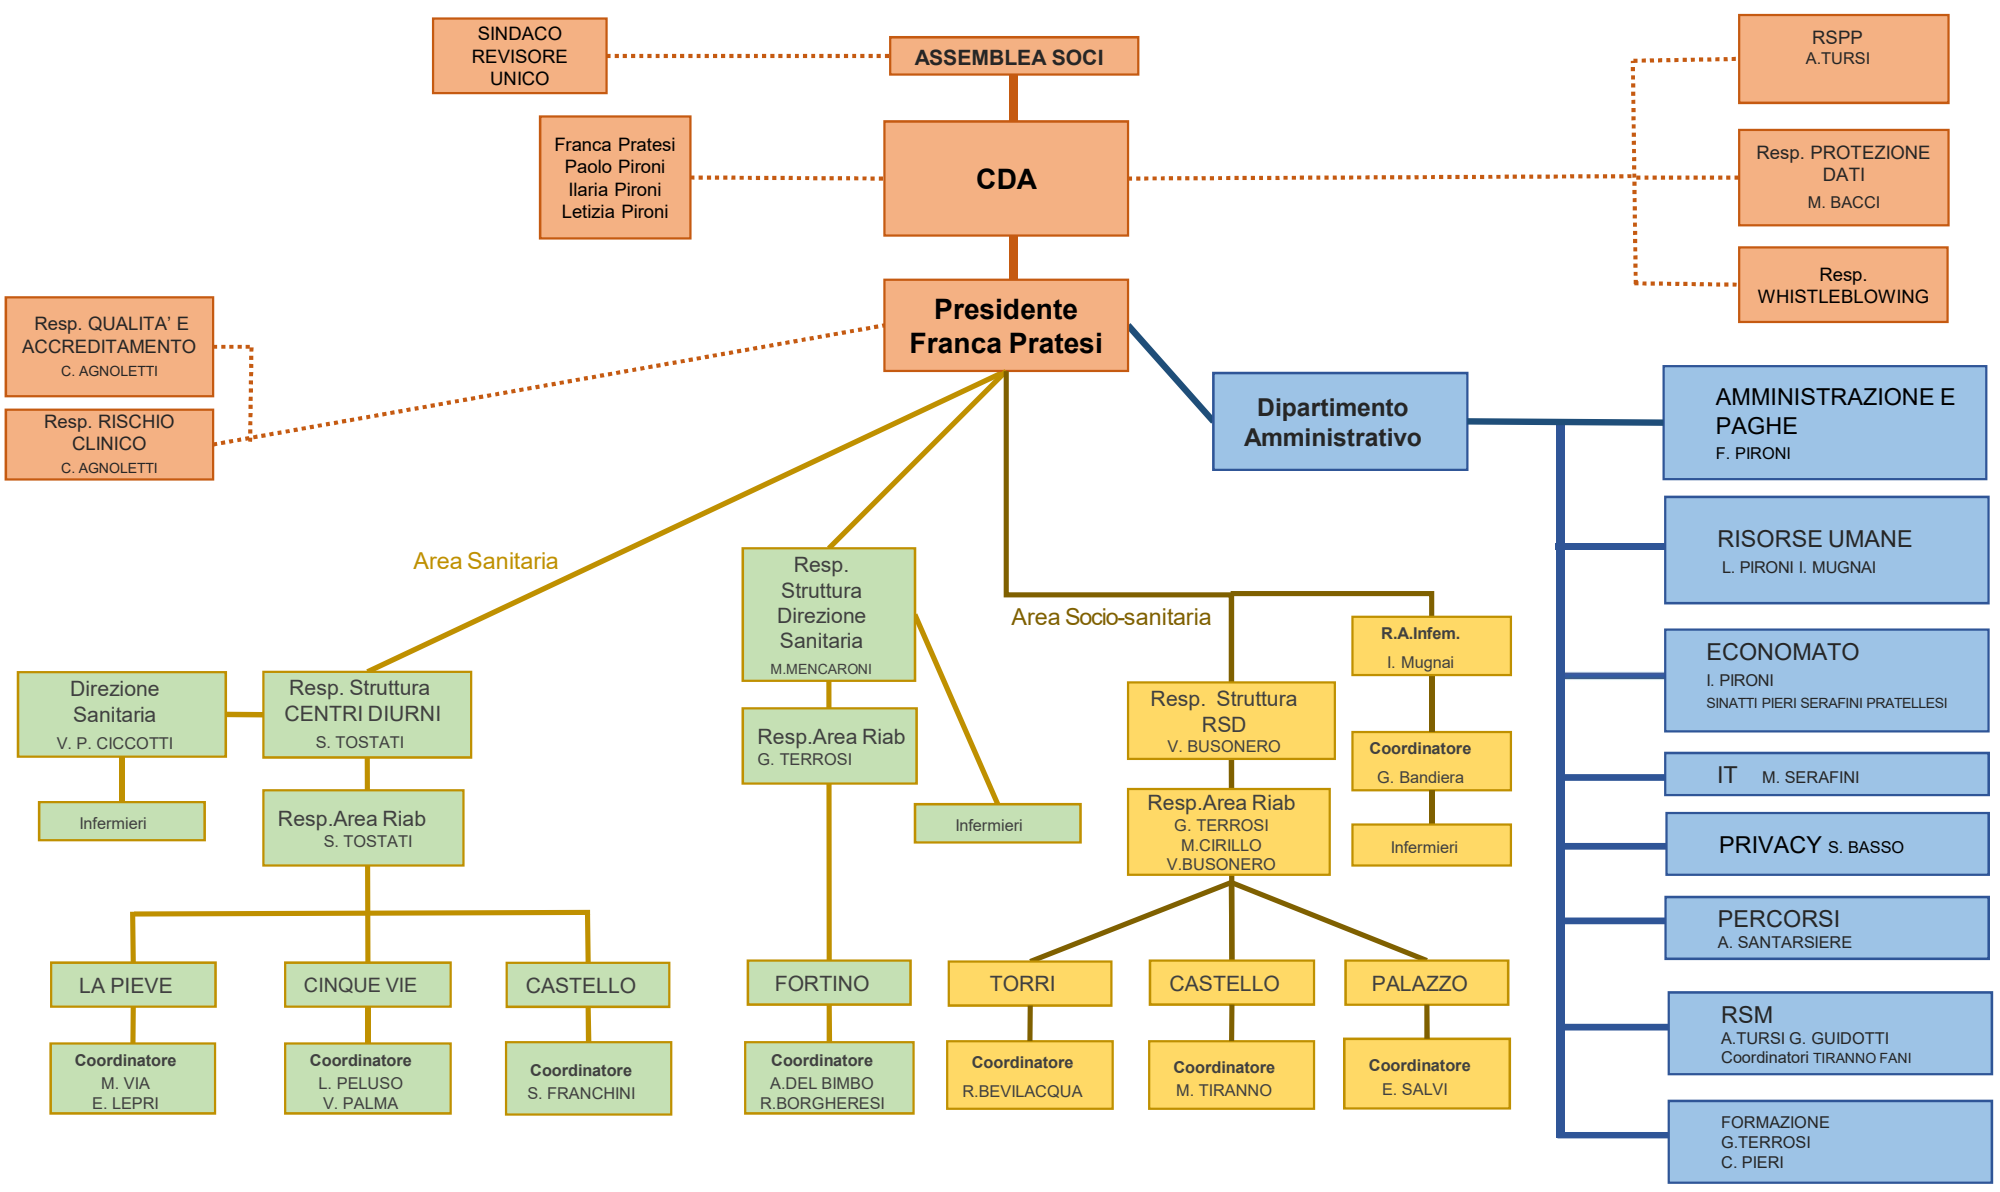 SINDACO
REVISORE
UNICO
ASSEMBLEA SOCI
RSPP
A.TURSI
Franca Pratesi
Paolo Pironi
Ilaria Pironi
Letizia Pironi
CDA
Resp. PROTEZIONE
DATI
M. BACCI
Resp.
WHISTLEBLOWING
Presidente
Franca Pratesi
Resp. QUALITA’ E
ACCREDITAMENTO
C. AGNOLETTI
Resp. RISCHIO
CLINICO
C. AGNOLETTI
Dipartimento
Amministrativo
AMMINISTRAZIONE E
PAGHE
F. PIRONI
RISORSE UMANE
L. PIRONI I. MUGNAI
ECONOMATO
I. PIRONI
SINATTI PIERI SERAFINI PRATELLESI
IT M. SERAFINI
PRIVACY S. BASSO
PERCORSI
A. SANTARSIERE
RSM
A.TURSI G. GUIDOTTI
Coordinatori TIRANNO FANI
FORMAZIONE
G.TERROSI
C. PIERI
Area Sanitaria
Direzione
Sanitaria
V. P. CICCOTTI
Infermieri
Resp. Struttura
CENTRI DIURNI
S. TOSTATI
Resp.Area Riab
S. TOSTATI
LA PIEVE
Coordinatore
M. VIA
E. LEPRI
CINQUE VIE
Coordinatore
L. PELUSO
V. PALMA
CASTELLO
Coordinatore
S. FRANCHINI
Resp.
Struttura
Direzione
Sanitaria
M.MENCARONI
Resp.Area Riab
G. TERROSI
Infermieri
FORTINO
Coordinatore
A.DEL BIMBO
R.BORGHERESI
Area Socio-sanitaria
Resp. Struttura
RSD
V. BUSONERO
Resp.Area Riab
G. TERROSI
M.CIRILLO
V.BUSONERO
R.A.Infem.
I. Mugnai
Coordinatore
G. Bandiera
Infermieri
TORRI
Coordinatore
R.BEVILACQUA
CASTELLO
Coordinatore
M. TIRANNO
PALAZZO
Coordinatore
E. SALVI